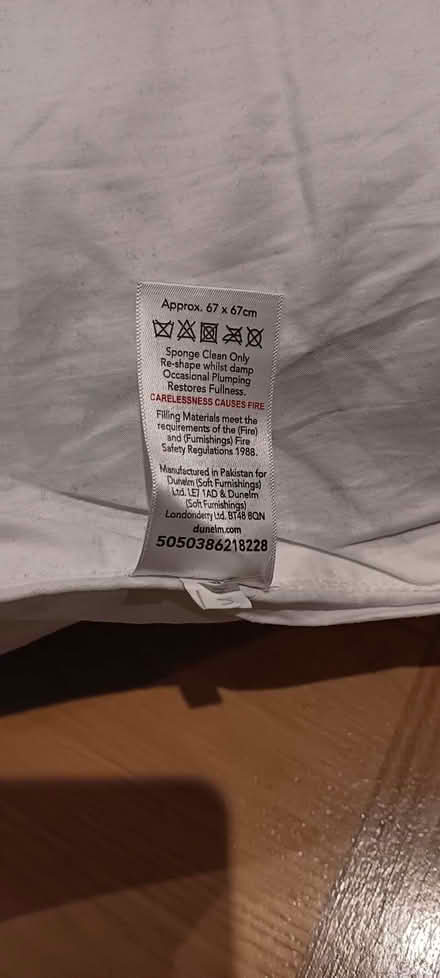 Approx. 67 x 67cm
Sponge Clean Only
Re-shape whilst damp
Occasional Plumping
Restores Fullness.
CARELESSNESS CAUSES FIRE
Filling Materials meet the
requirements of the (Fire)
and (Furnishings) Fire
Safety Regulations 1988.
Manufactured in Pakistan for
Dunelm (Soft Furnishings)
Ltd. LE7 1AD & Dunelm
(Soft Furnishings)
Londonderry Ltd. BT48 8QN
dunelm.com
5050386218228